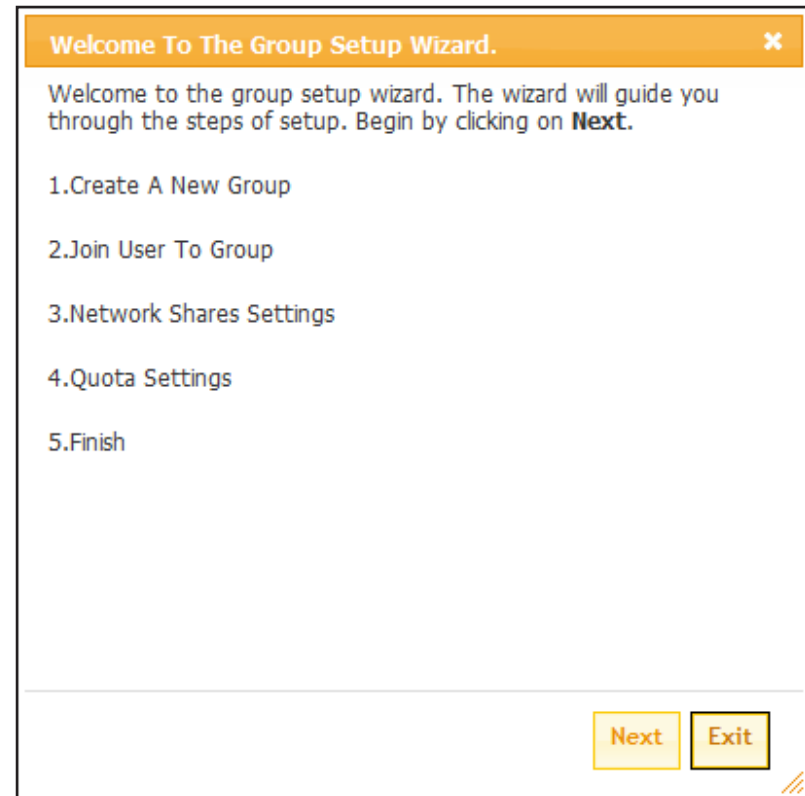 Welcome To The Group Setup Wizard.
Welcome to the group setup wizard. The wizard will guide you
through the steps of setup. Begin by clicking on Next.
1.Create A New Group
2.Join User To Group
3.Network Shares Settings
4.Quota Settings
5.Finish
Next Exit